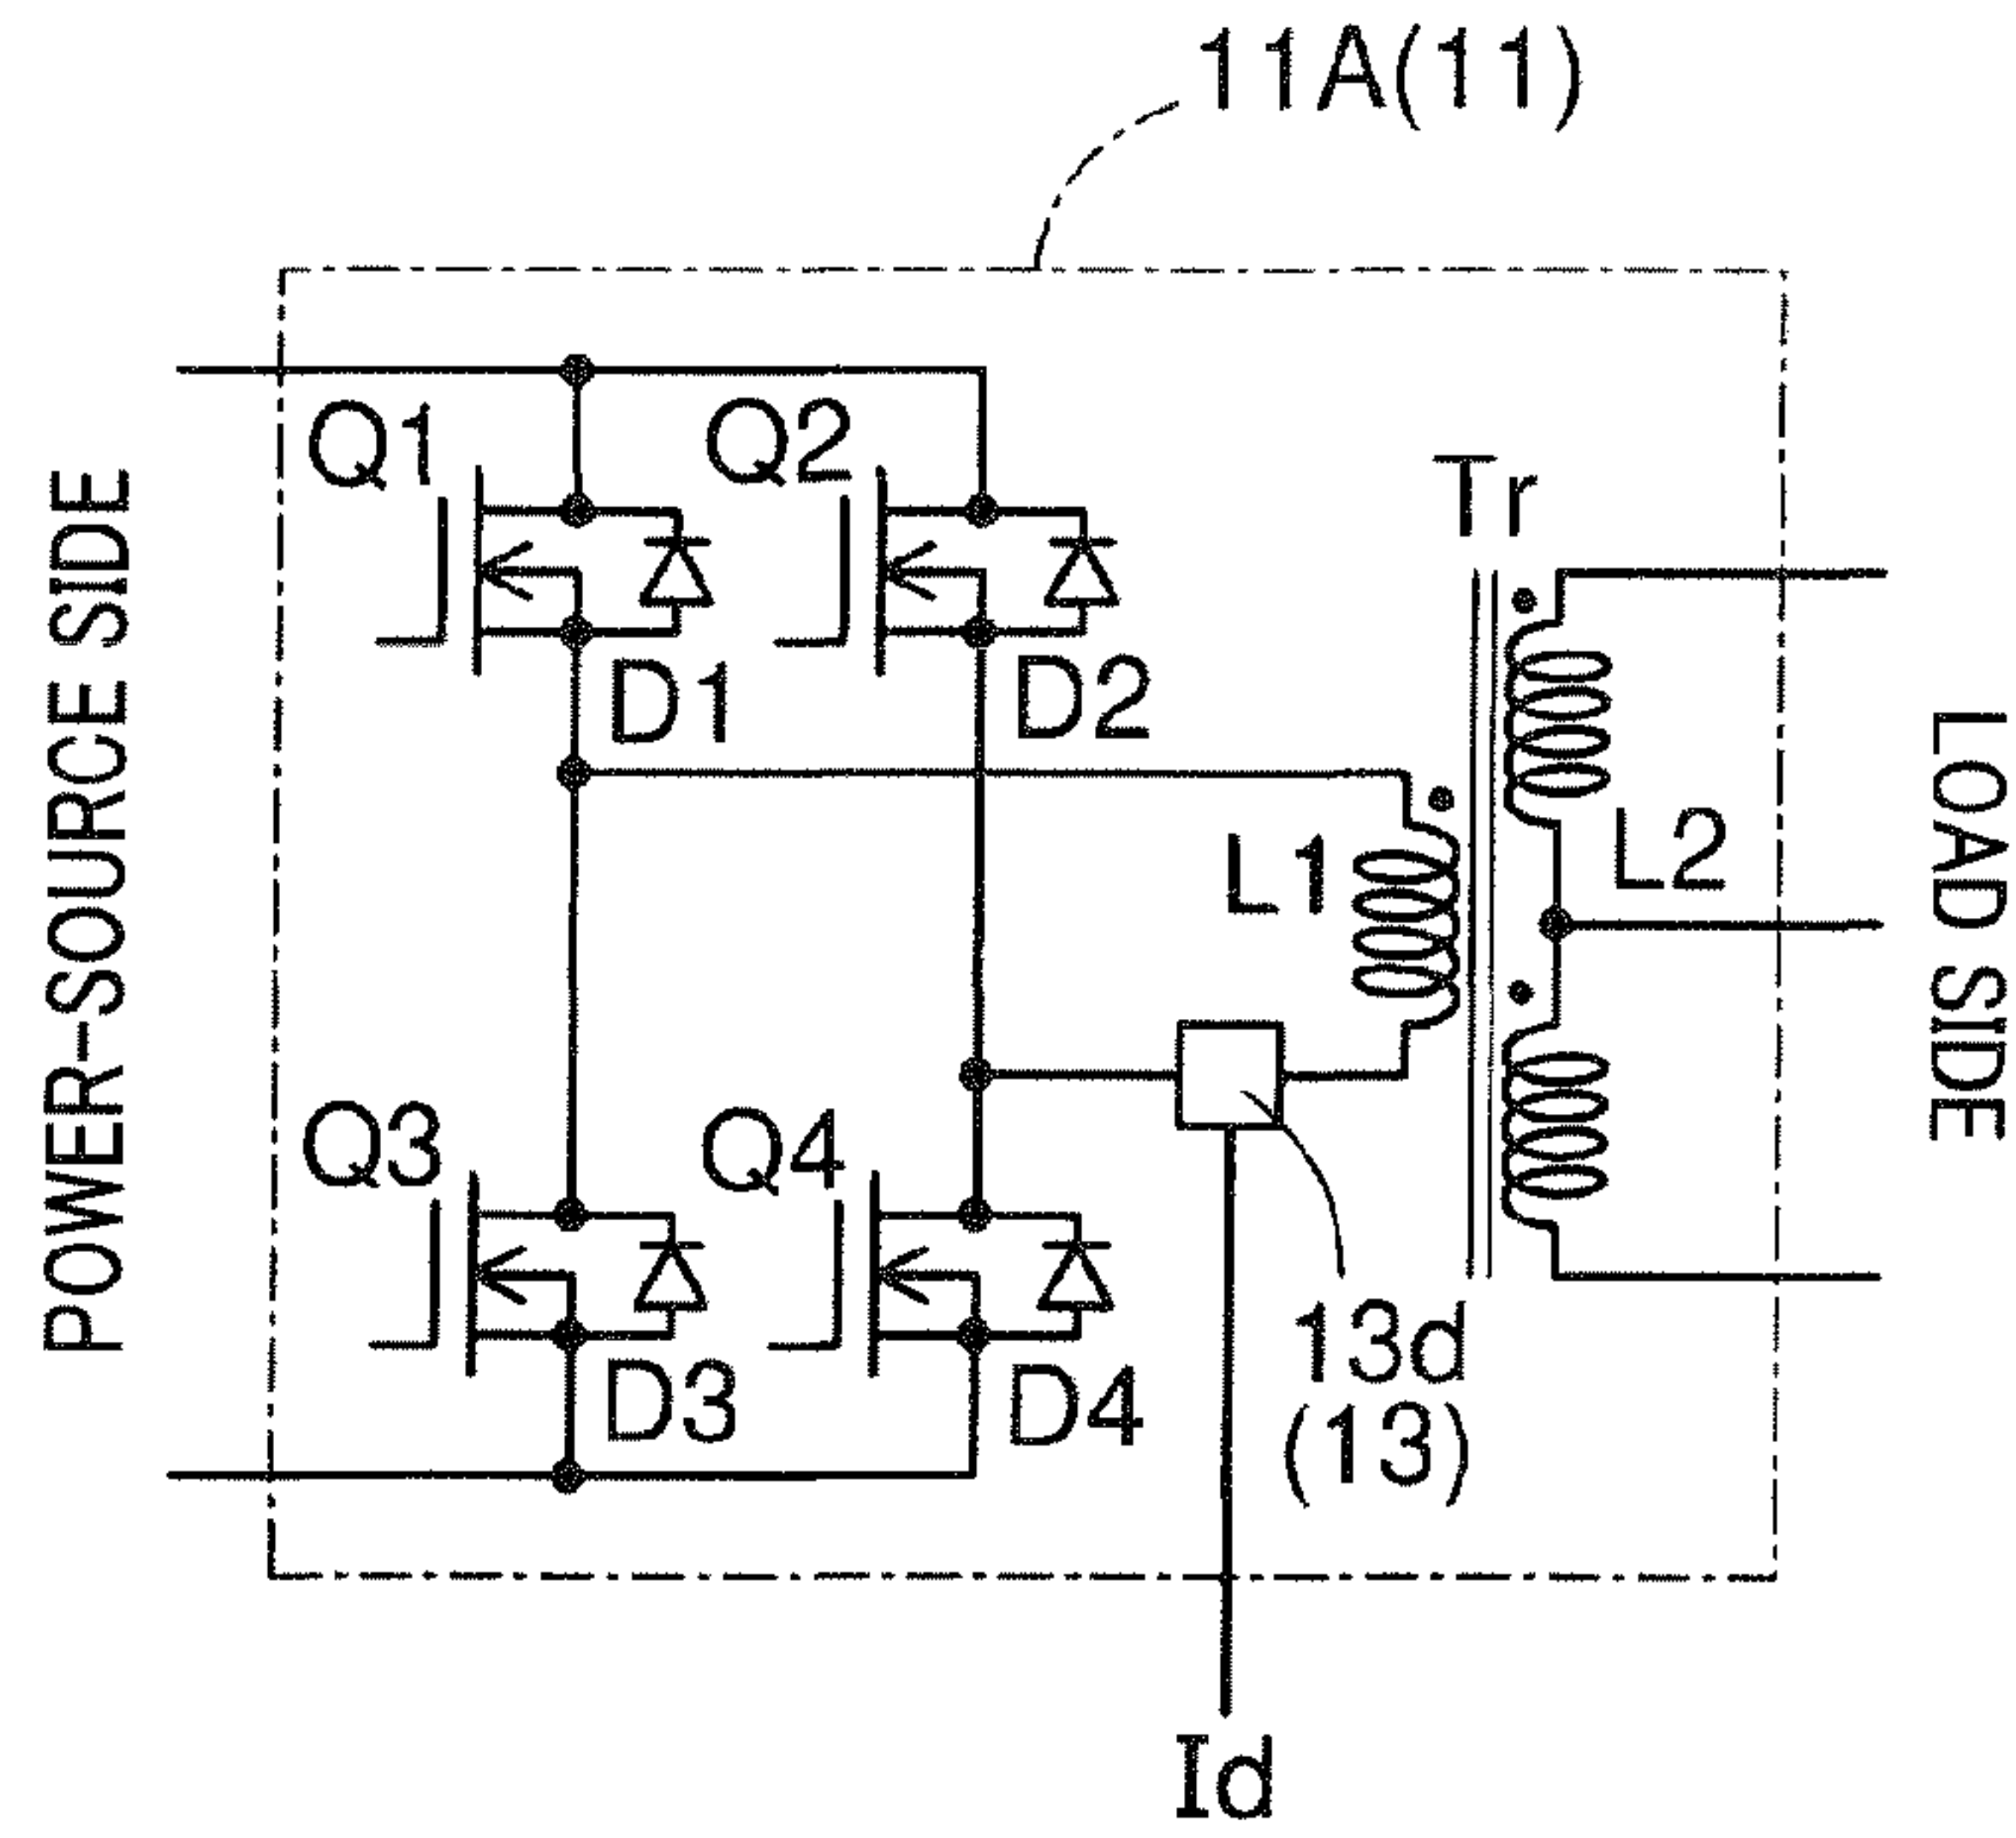 11A(11)
POWER-SOURCE SIDE
Q1
Q2
Tr
D1
D2
L1
L2
LOAD SIDE
Q3
Q4
D3
D4
13d
(13)
Id